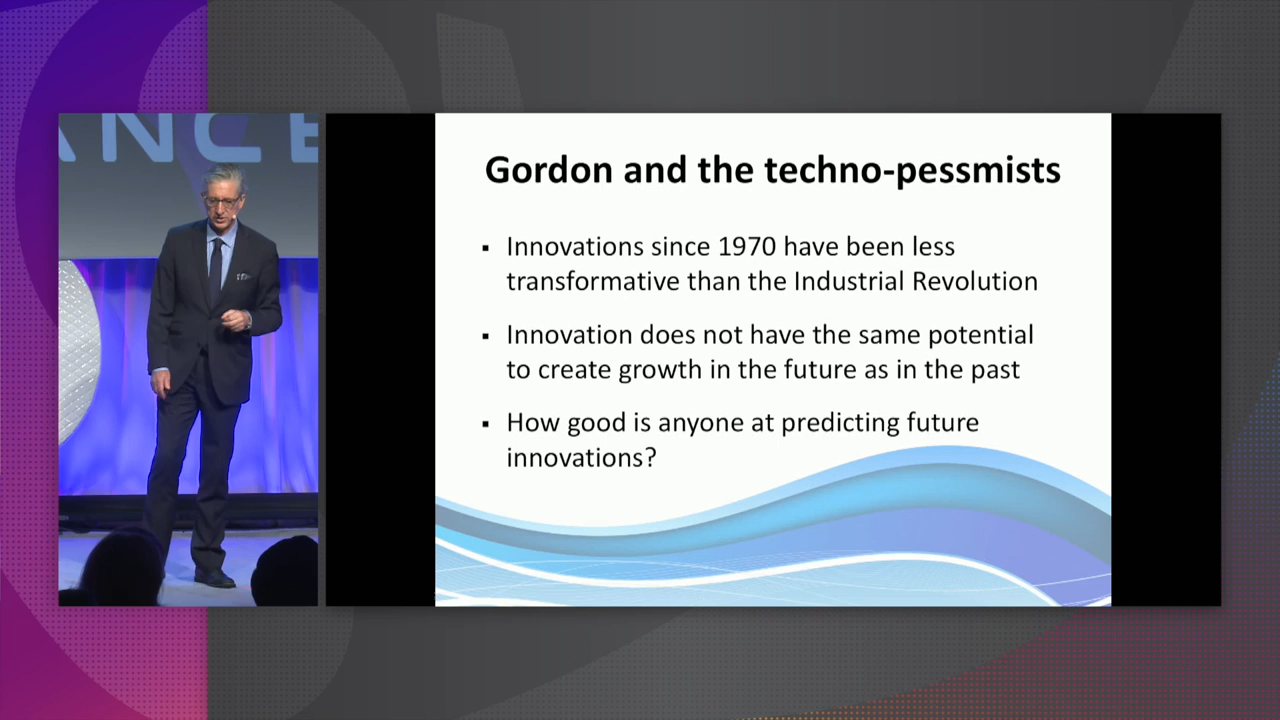 ANCE
Gordon and the techno-pessmists
▪ Innovations since 1970 have been less
transformative than the Industrial Revolution
▪ Innovation does not have the same potential
to create growth in the future as in the past
▪ How good is anyone at predicting future
innovations?